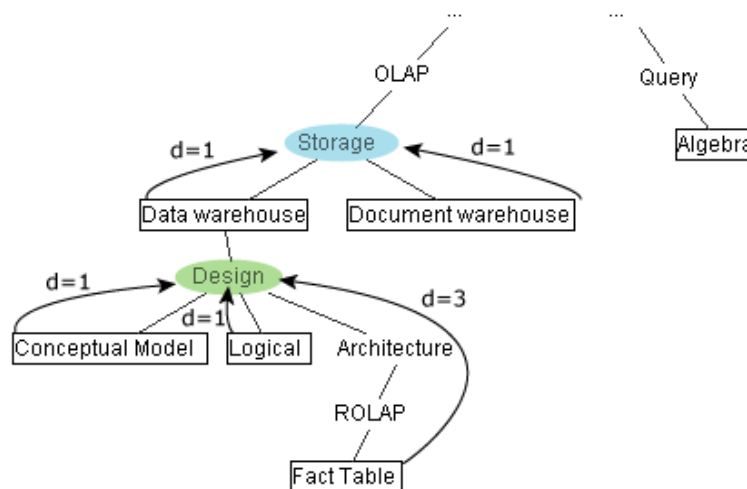 ... ...
OLAP
Query
Storage
Algebra
d=1
d=1
Data warehouse
Document warehouse
Design
d=1
d=3
d=1
Conceptual Model
Logical
Architecture
ROLAP
Fact Table